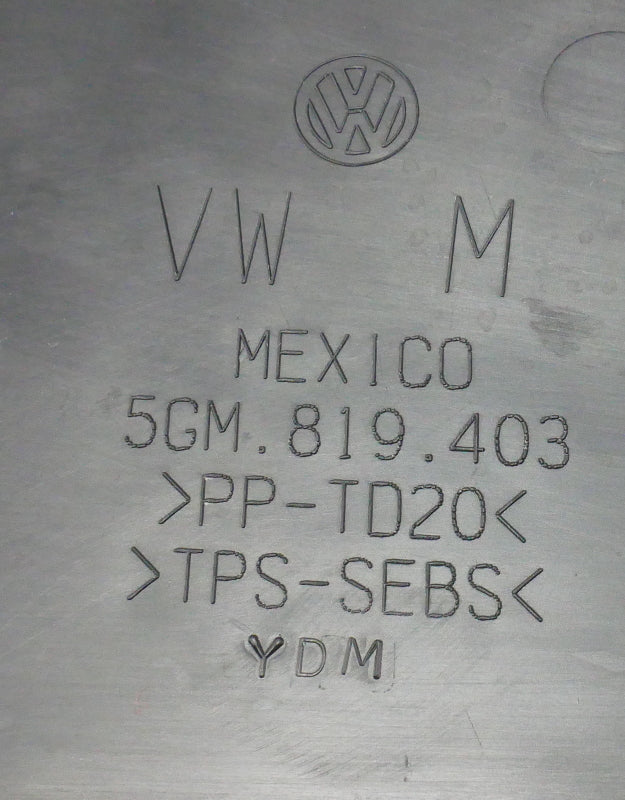 VW M
MEXICO
5GM.819.403
>PP-TD20<
>TPS-SEBS<
YDM